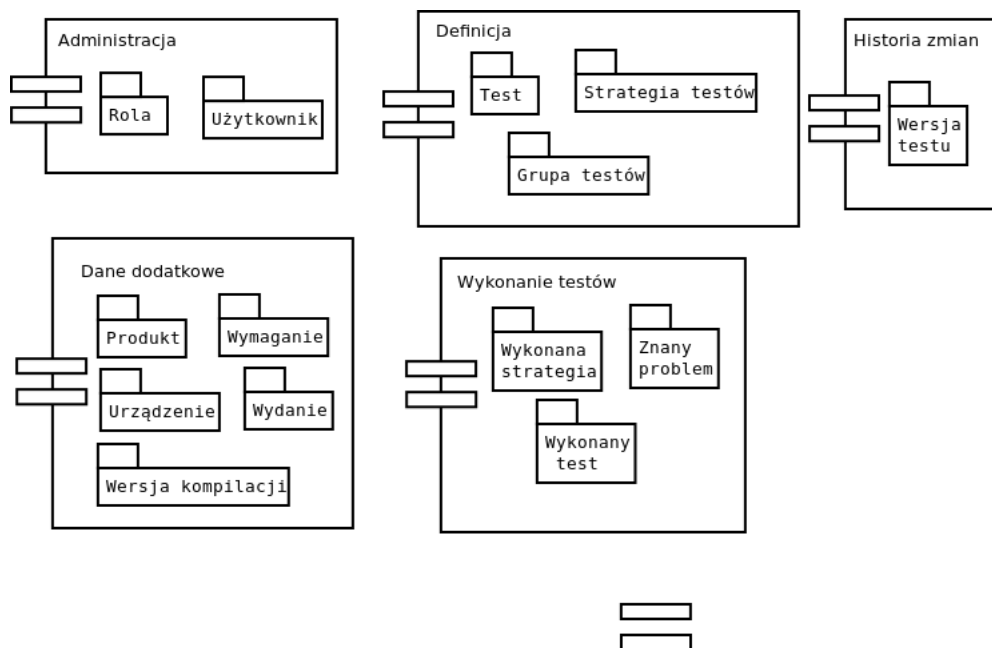 Administracja
Rola
Użytkownik
Definicja
Test
Strategia testów
Grupa testów
Historia zmian
Wersja
testu
Dane dodatkowe
Produkt
Wymaganie
Urządzenie
Wydanie
Wersja kompilacji
Wykonanie testów
Wykonana
strategia
Znany
problem
Wykonany
test